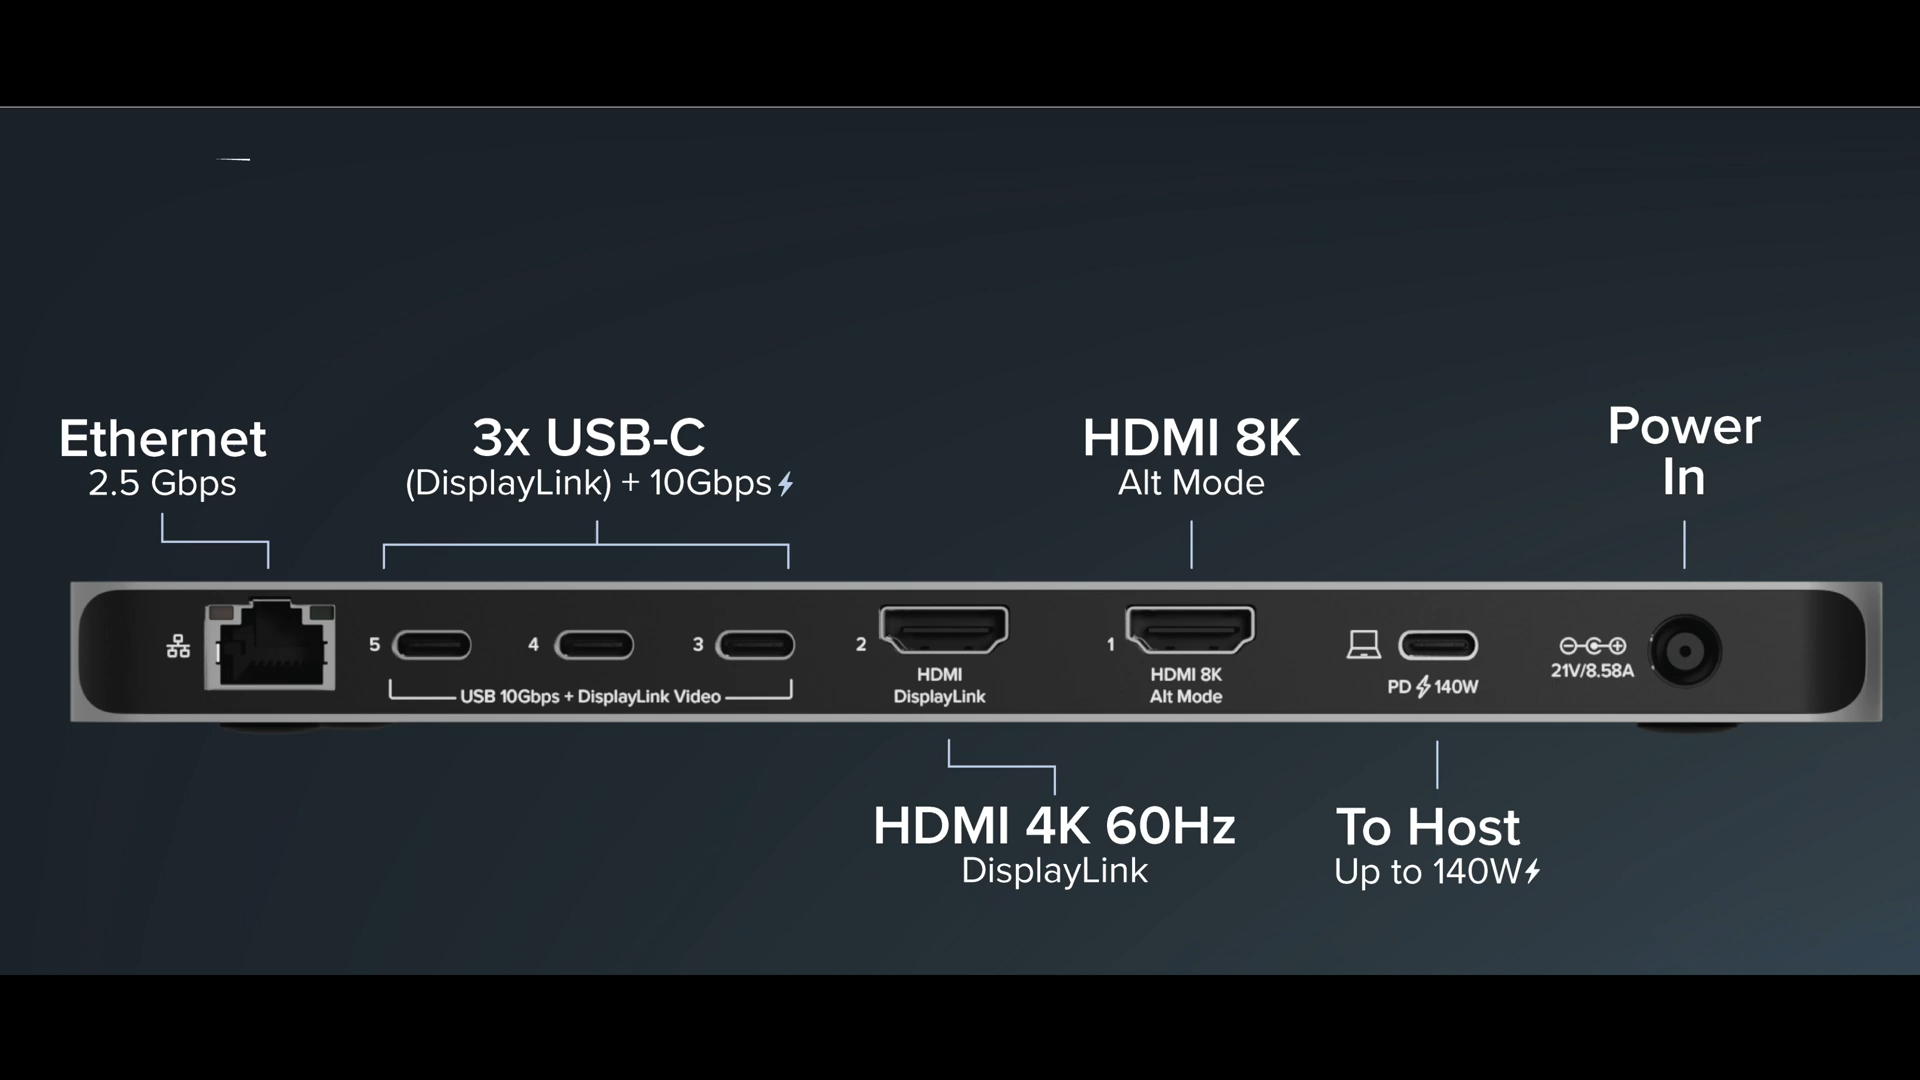 Ethernet
2.5 Gbps
3x USB-C
(DisplayLink) + 10Gbps
HDMI 8K
Alt Mode
Power
In
5
4
3
USB 10Gbps + DisplayLink Video
2
HDMI
DisplayLink
1
HDMI 8K
Alt Mode
PD 140W
21V/8.58A
HDMI 4K 60Hz
DisplayLink
To Host
Up to 140W